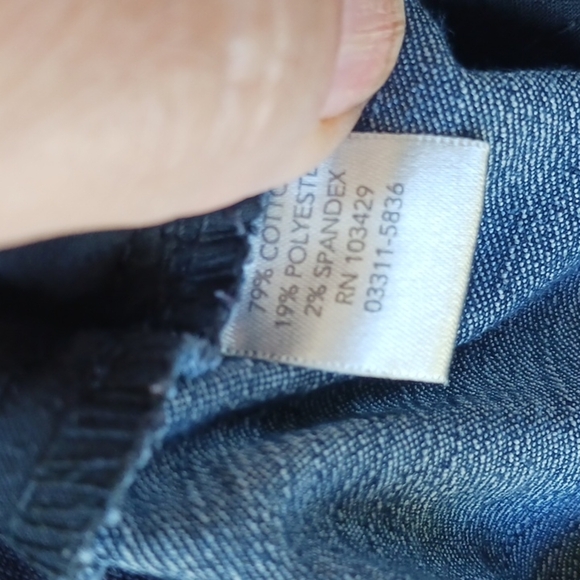 79% COTTO
19% POLYESTE
2% SPANDEX
RN 103429
03311-5836